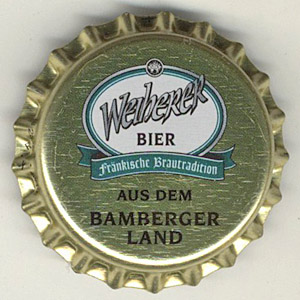 Weiherer
BIER
Fränkische Brautradition
AUS DEM
BAMBERGER
LAND